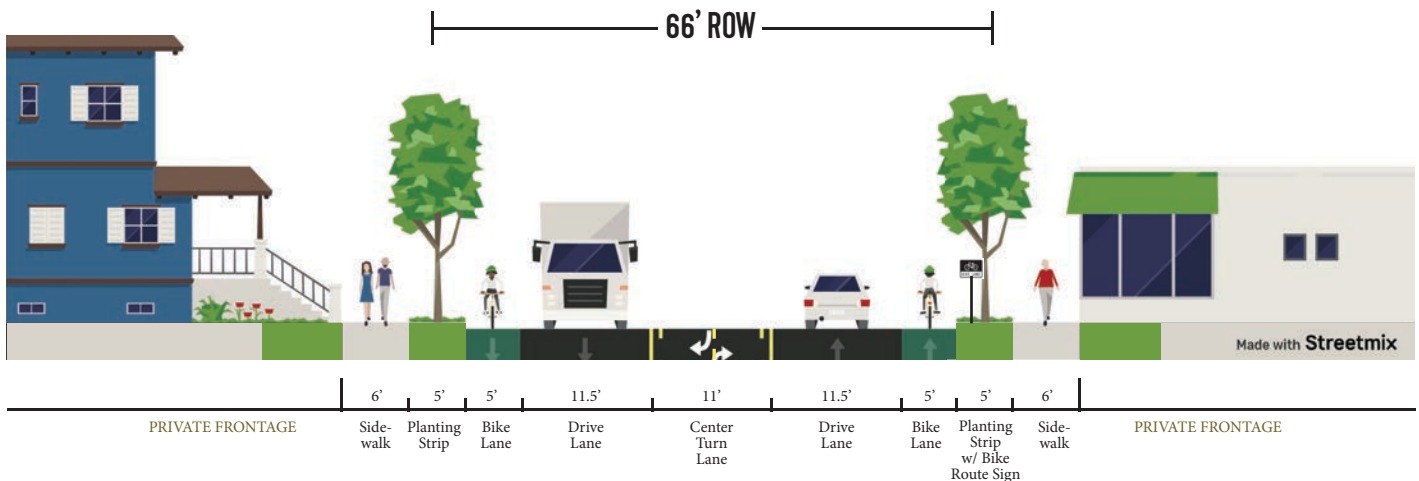 66' ROW
Made with Streetmix
6’ 5’ 5’ 11.5’ 11’ 11.5’ 5’ 5’ 6’
PRIVATE FRONTAGE
Side-
walk
Planting
Strip
Bike
Lane
Drive
Lane
Center
Turn
Lane
Drive
Lane
Bike
Lane
Planting
Strip
w/ Bike
Route Sign
Side-
walk
PRIVATE FRONTAGE